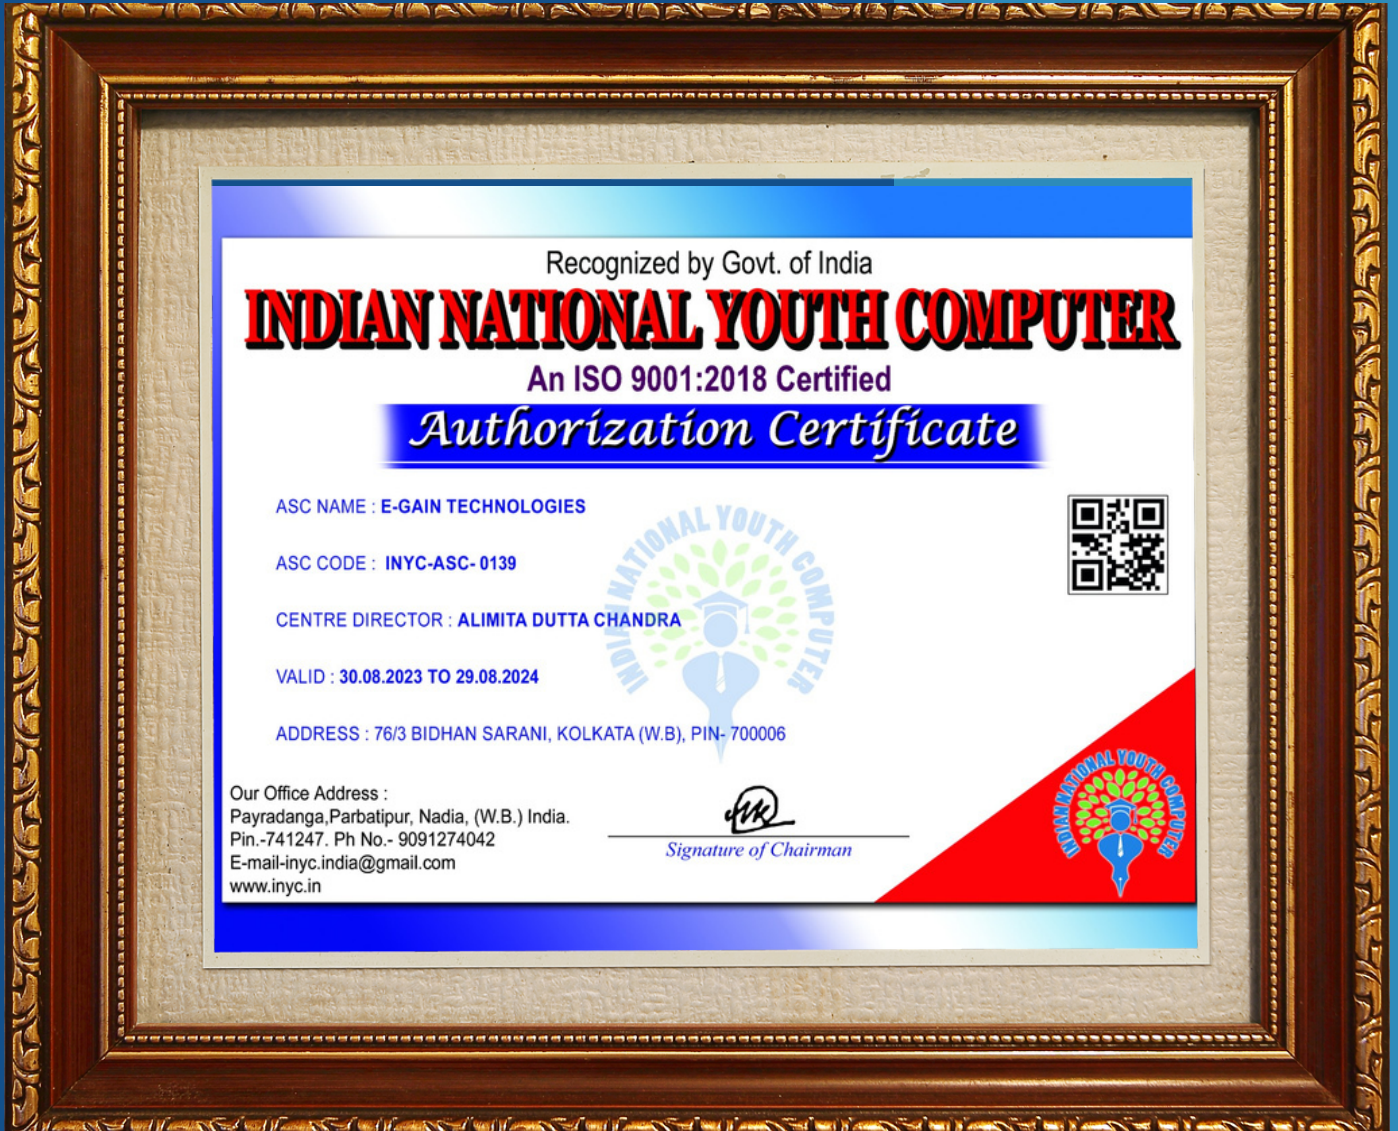 Recognized by Govt. of India
INDIAN NATIONAL YOUTH COMPUTER
An ISO 9001:2018 Certified
Authorization Certificate
ASC NAME : E-GAIN TECHNOLOGIES
ASC CODE : INYC-ASC- 0139
CENTRE DIRECTOR : ALIMITA DUTTA CHANDRA
VALID : 30.08.2023 TO 29.08.2024
ADDRESS : 76/3 BIDHAN SARANI, KOLKATA (W.B), PIN- 700006
INDIAN NATIONAL YOUTH COMPUTER
Our Office Address :
Payradanga,Parbatipur, Nadia, (W.B.) India.
Pin.-741247. Ph No.- 9091274042
E-mail-inyc.india@gmail.com
www.inyc.in
Signature of Chairman
INDIAN NATIONAL YOUTH COMPUTER